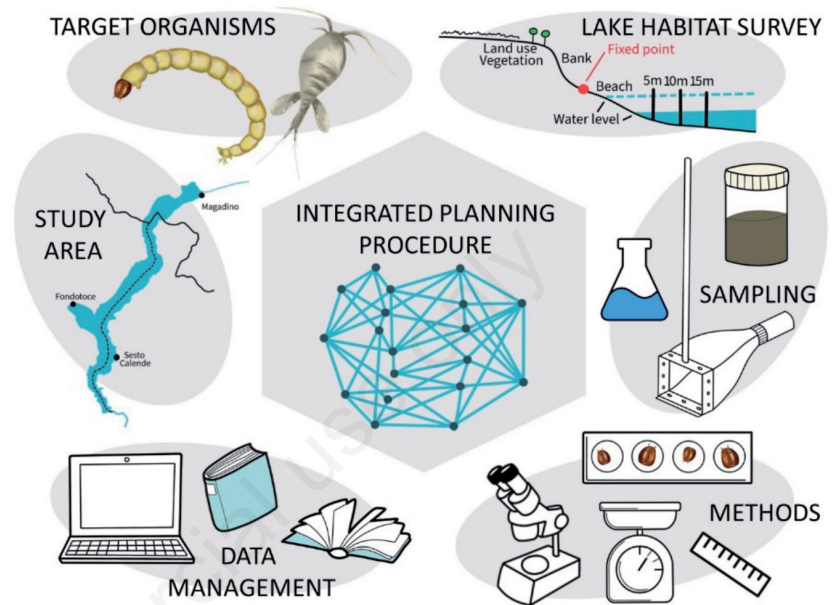 TARGET ORGANISMS
LAKE HABITAT SURVEY
Land use
Vegetation
Bank
Fixed point
Beach
5m 10m 15m
Water level
STUDY
AREA
Magadino
Fondotoce
Sesto
Calende
INTEGRATED PLANNING
PROCEDURE
SAMPLING
DATA
MANAGEMENT
METHODS